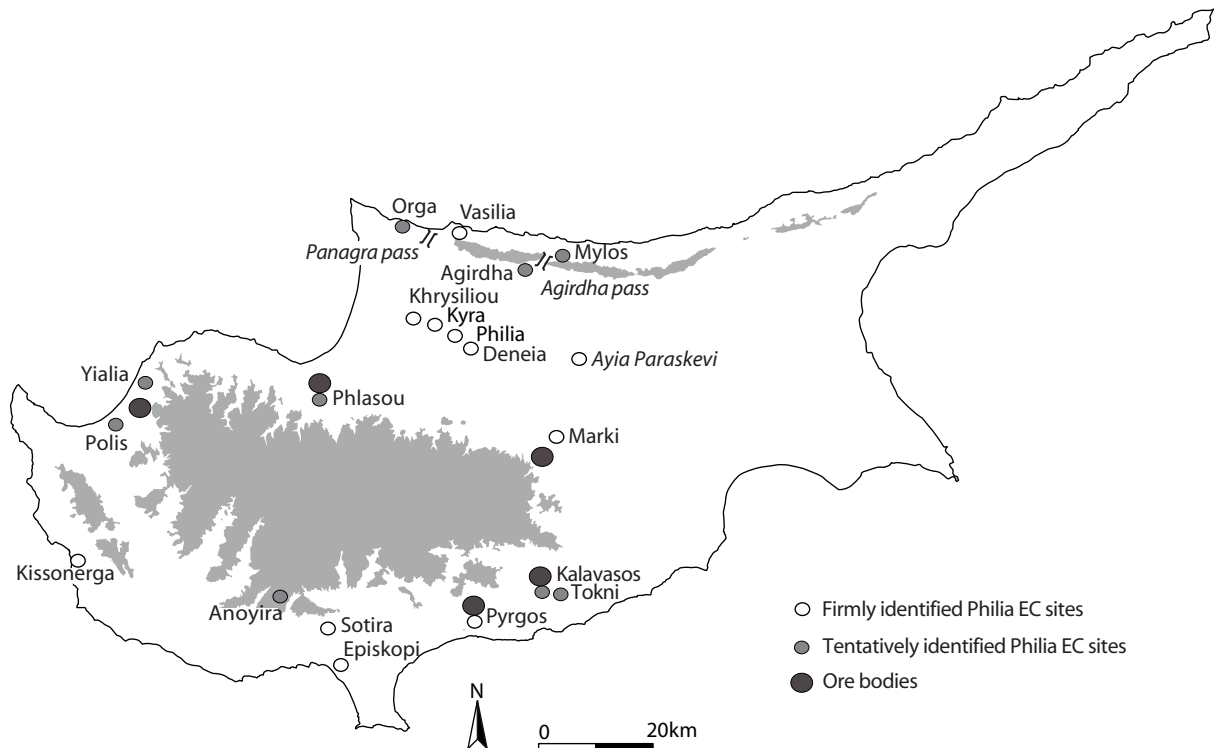 Orga
Vasilia
Panagra pass
Mylos
Agirdha
Agirdha pass
Khrysiliou
Kyra
Philia
Deneia
Ayia Paraskevi
Yialia
Phlasou
Polis
Marki
Kissonerga
Kalavasos
Tokni
Anoyira
Pyrgos
Sotira
Episkopi
Firmly identified Philia EC sites
Tentatively identified Philia EC sites
Ore bodies
N
0 20km